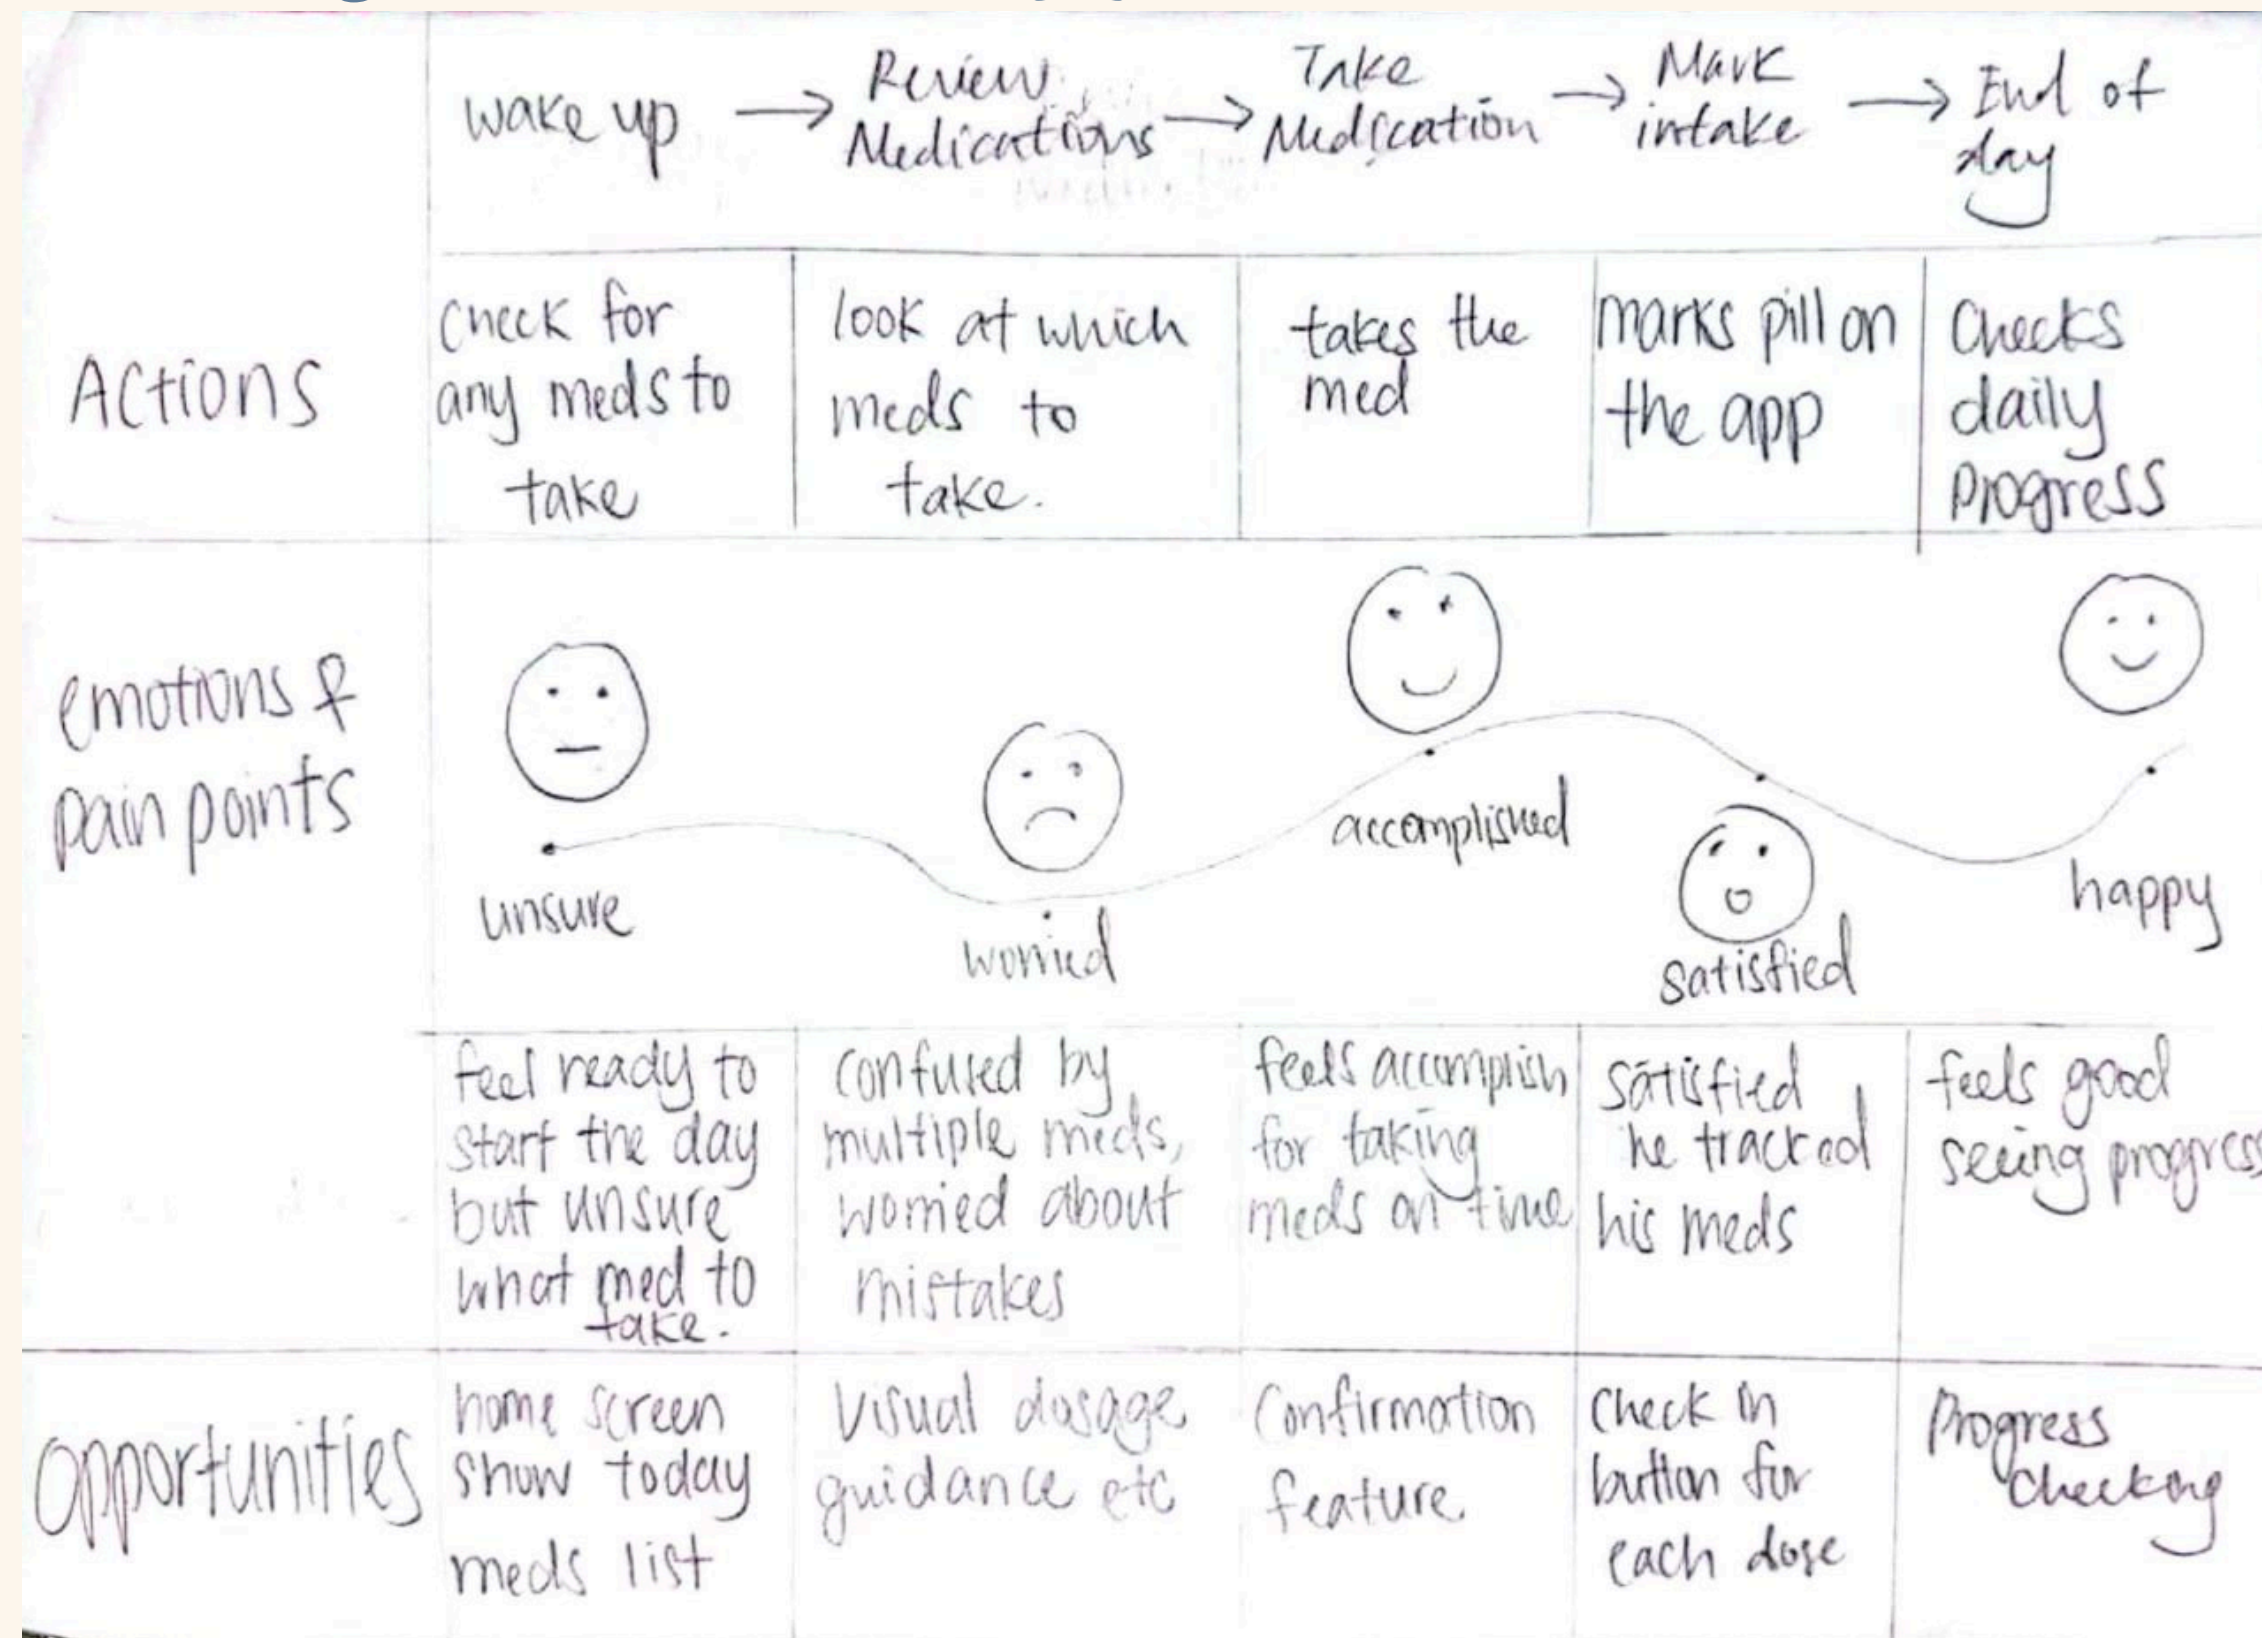 wake up → Review Medications → Take Medication → Mark intake → End of day
Actions
check for
any meds to
take
look at which
meds to
take.
takes the
med
marks pill on
the app
Checks
daily
progress
emotions &
pain points
unsure
worried
accomplished
satisfied
happy
feel ready to
start the day
but unsure
what med to
take.
confused by
multiple meds,
worried about
mistakes
feels accomplish
for taking
meds on time
satisfied
he tracked
his meds
feels good
seeing progress
opportunities
home screen
show today
meds list
Visual dosage
guidance etc
Confirmation
feature
Check in
button for
each dose
Progress
Checking